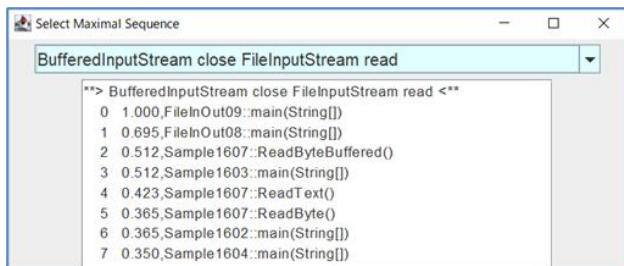 Select Maximal Sequence
BufferedInputStream close FileInputStream read
**> BufferedInputStream close FileInputStream read <**
0 1.000,FileInOut09::main(String[])
1 0.695,FileInOut08::main(String[])
2 0.512,Sample1607::ReadByteBuffered()
3 0.512,Sample1603::main(String[])
4 0.423,Sample1607::ReadText()
5 0.365,Sample1607::ReadByte()
6 0.365,Sample1602::main(String[])
7 0.350,Sample1604::main(String[])